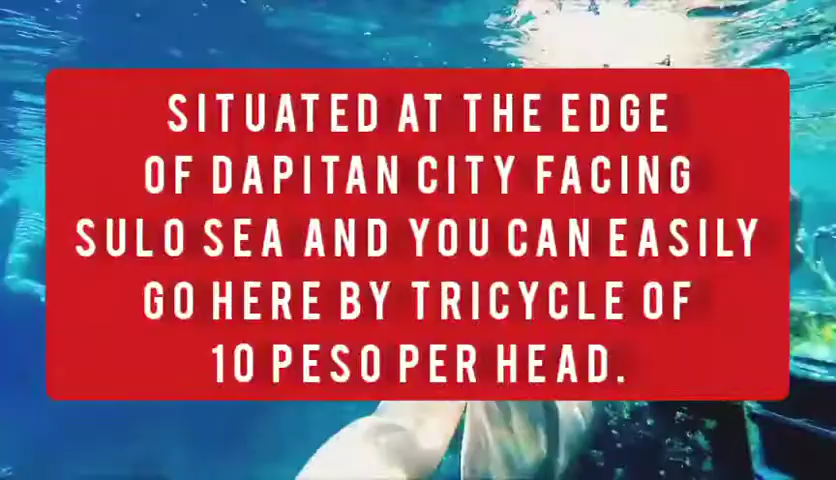 SITUATED AT THE EDGE
OF DAPITAN CITY FACING
SULO SEA AND YOU CAN EASILY
GO HERE BY TRICYCLE OF
10 PESO PER HEAD.